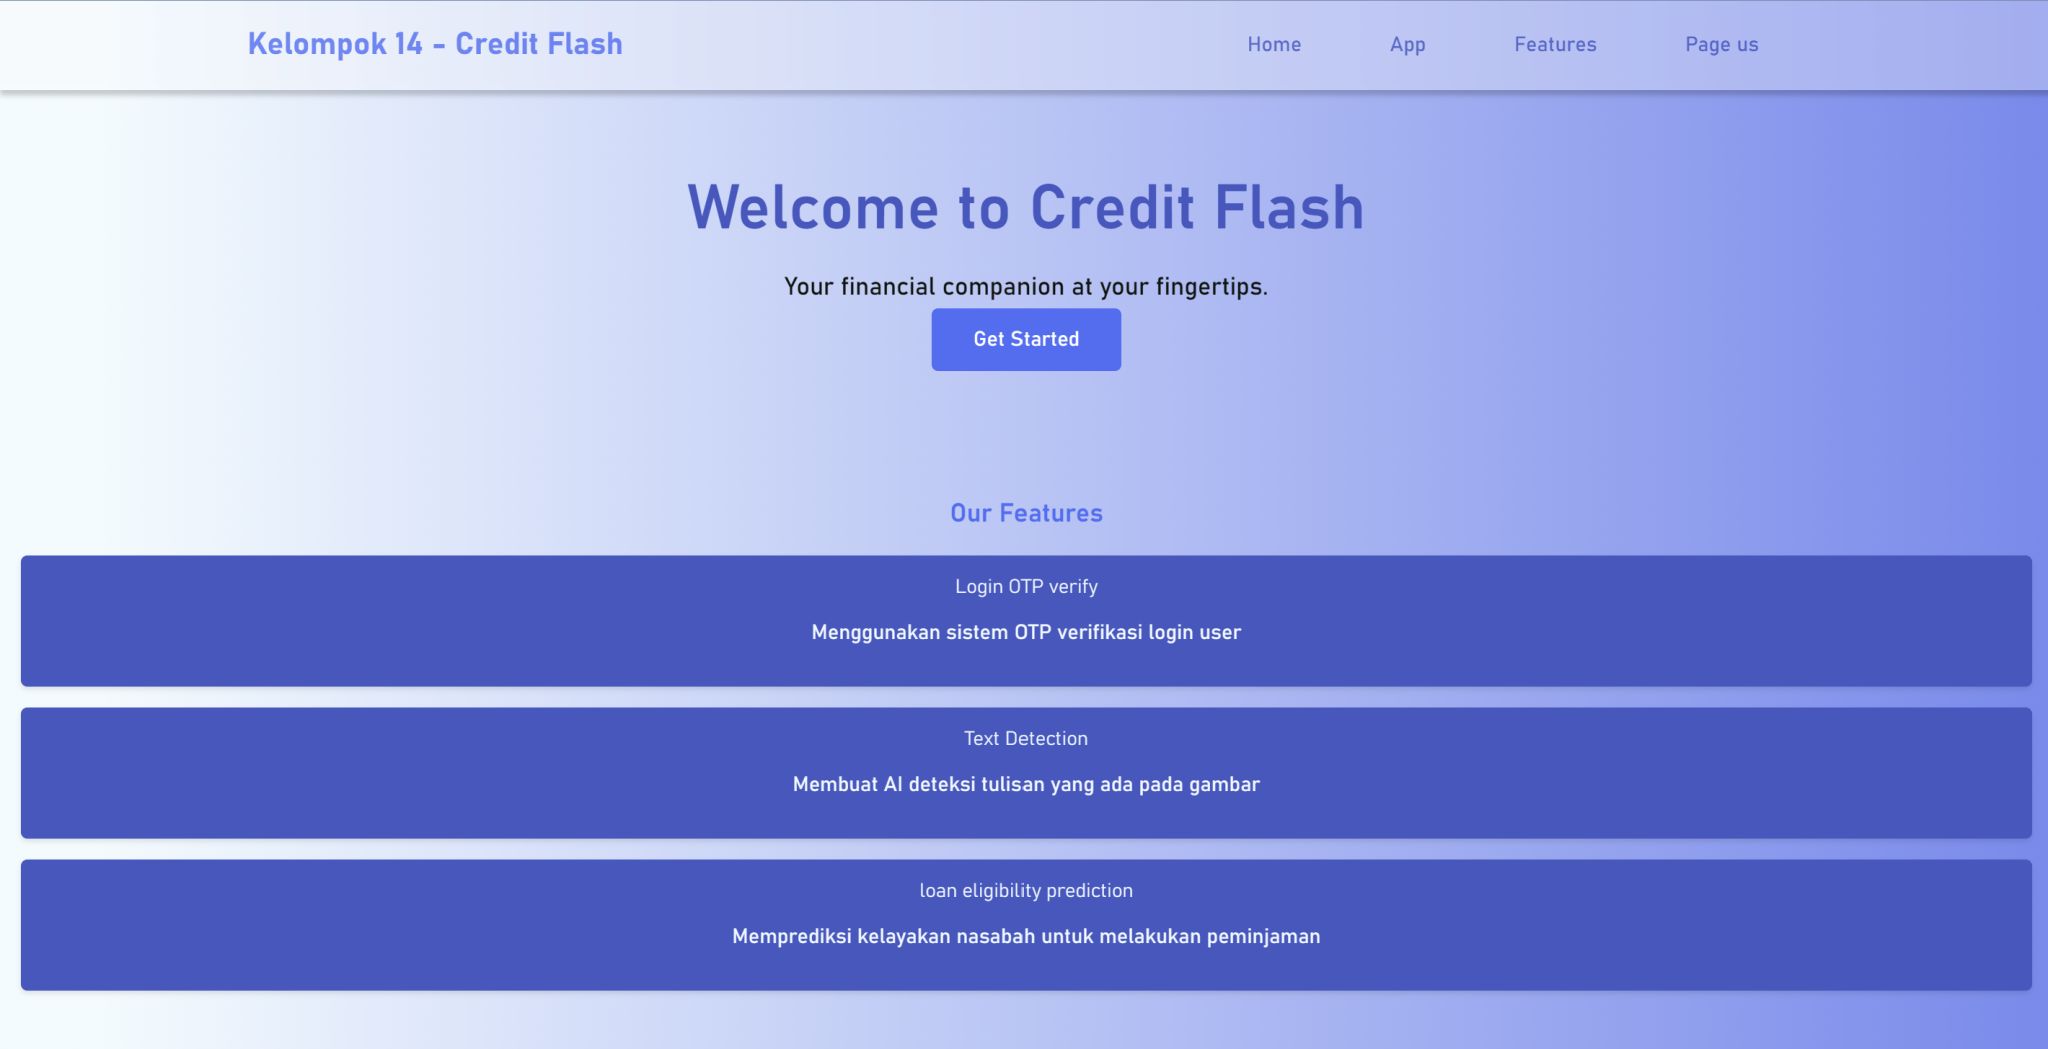 Kelompok 14 - Credit Flash
Home App Features Page us
Welcome to Credit Flash
Your financial companion at your fingertips.
Get Started
Our Features
Login OTP verify
Menggunakan sistem OTP verifikasi login user
Text Detection
Membuat AI deteksi tulisan yang ada pada gambar
loan eligibility prediction
Memprediksi kelayakan nasabah untuk melakukan peminjaman